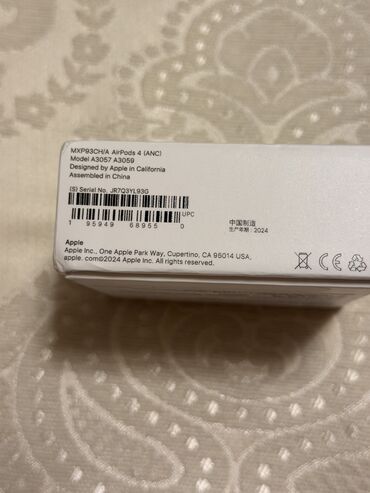 MXP93CH/A AirPods 4 (ANC)
Model A3057 A3059
Designed by Apple in California
Assembled in China
(S) Serial No. JR7Q3YL93G
UPC
1 95949 68955 0
中国制造
生产年期：2024
Apple
Apple Inc., One Apple Park Way, Cupertino, CA 95014 USA,
apple. com©2024 Apple Inc. All rights reserved.
CE